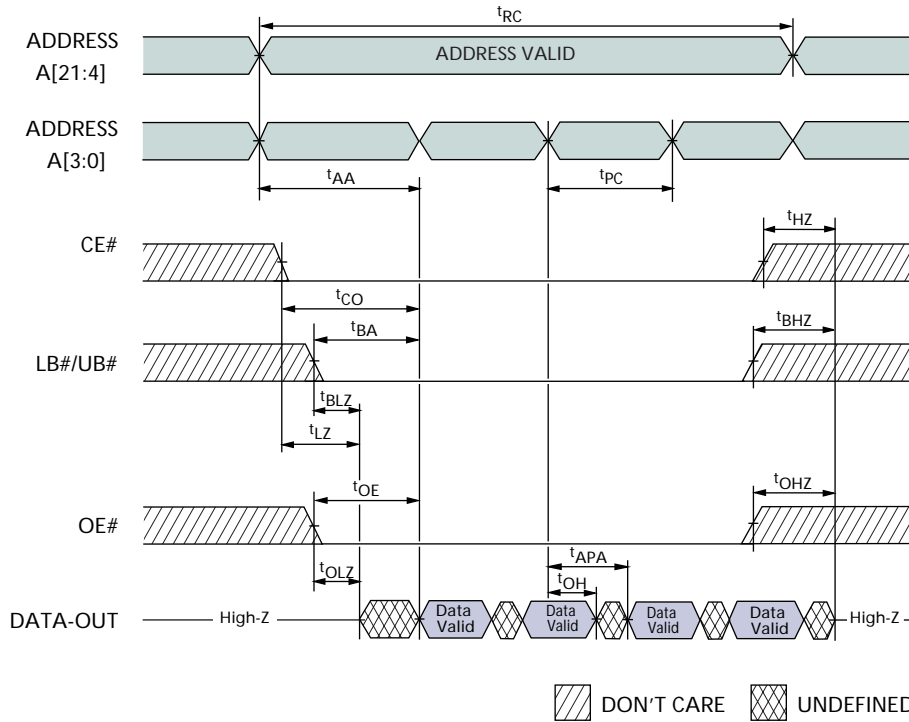 tRC
ADDRESS
A[21:4]
ADDRESS VALID
ADDRESS
A[3:0]
tAA
tPC
CE#
tHZ
tCO
tBA
tBHZ
LB#/UB#
tBLZ
tLZ
tOE
tOHZ
OE#
tAPA
tOLZ
tOH
DATA-OUT
High-Z
Data
Valid
Data
Valid
Data
Valid
Data
Valid
High-Z
DON'T CARE
UNDEFINED